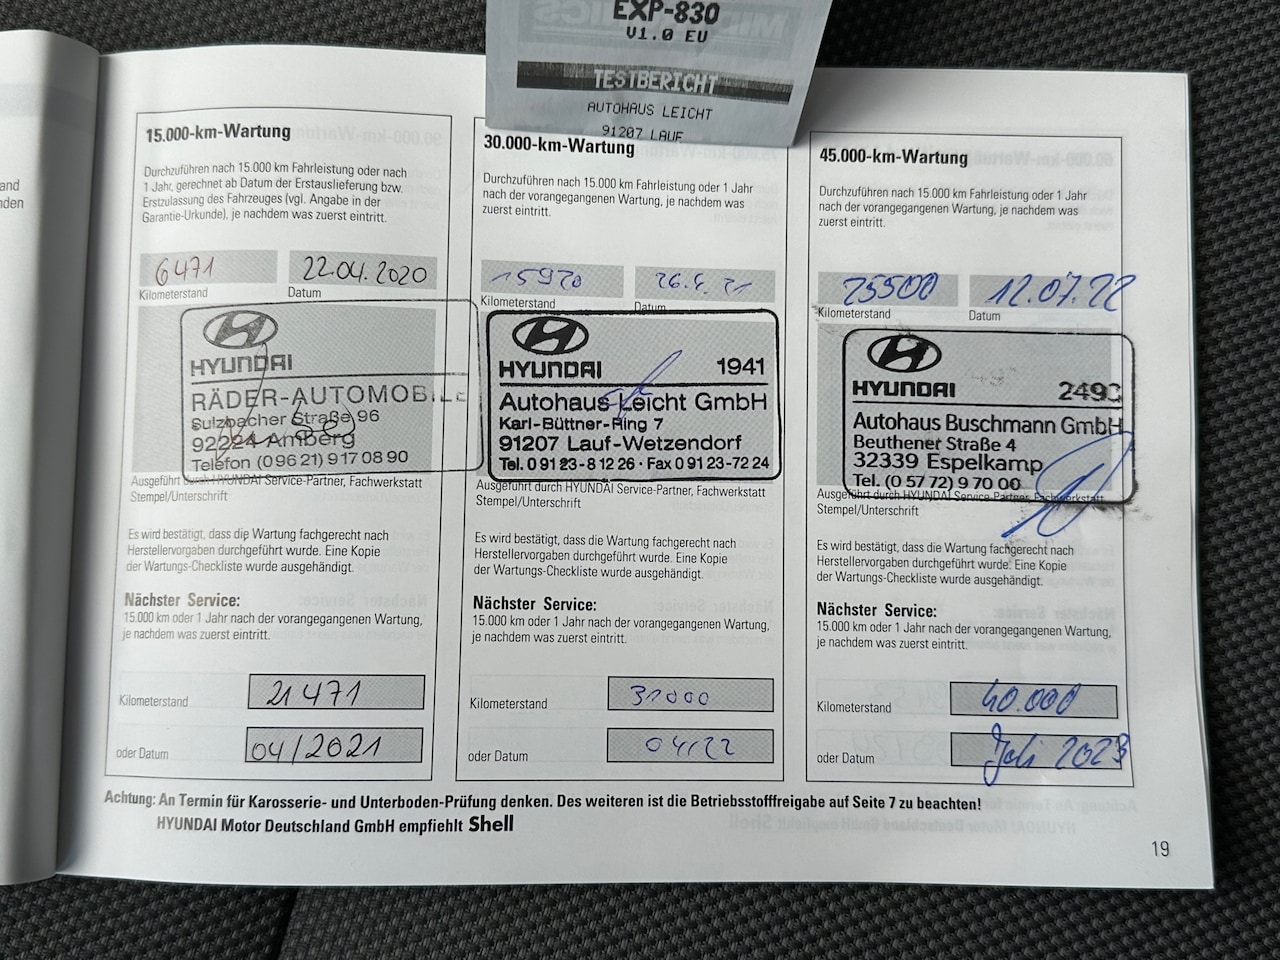 EXP-830
V1.0 EU
TESTBERICHT
AUTOHAUS LEICHT
91207 LAUF
and
nden
15.000-km-Wartung
Durchzuführen nach 15.000 km Fahrleistung oder nach
1 Jahr, gerechnet ab Datum der Erstauslieferung bzw.
Erstzulassung des Fahrzeuges (vgl. Angabe in der
Garantie-Urkunde), je nachdem was zuerst eintritt.
6471 22.04.2020
Kilometerstand Datum
HYUNDAI
RÄDER-AUTOMOBILE
Sulzbacher Straße 96
92224 Amberg
Telefon (0 96 21) 9 17 08 90
Ausgeführt durch HYUNDAI Service-Partner, Fachwerkstatt
Stempel/Unterschrift
Es wird bestätigt, dass die Wartung fachgerecht nach
Herstellervorgaben durchgeführt wurde. Eine Kopie
der Wartungs-Checkliste wurde ausgehändigt.
Nächster Service:
15.000 km oder 1 Jahr nach der vorangegangenen Wartung,
je nachdem was zuerst eintritt.
Kilometerstand 21471
oder Datum 04/2021
30.000-km-Wartung
Durchzuführen nach 15.000 km Fahrleistung oder 1 Jahr
nach der vorangegangenen Wartung, je nachdem was
zuerst eintritt.
15920 26.4.21
Kilometerstand Datum
HYUNDAI 1941
Autohaus Leicht GmbH
Karl-Büttner-Ring 7
91207 Lauf-Wetzendorf
Tel. 0 91 23-8 12 26 · Fax 0 91 23-72 24
Ausgeführt durch HYUNDAI Service-Partner, Fachwerkstatt
Stempel/Unterschrift
Es wird bestätigt, dass die Wartung fachgerecht nach
Herstellervorgaben durchgeführt wurde. Eine Kopie
der Wartungs-Checkliste wurde ausgehändigt.
Nächster Service:
15.000 km oder 1 Jahr nach der vorangegangenen Wartung,
je nachdem was zuerst eintritt.
Kilometerstand 31000
oder Datum 04/22
45.000-km-Wartung
Durchzuführen nach 15.000 km Fahrleistung oder 1 Jahr
nach der vorangegangenen Wartung, je nachdem was
zuerst eintritt.
25500 12.07.22
Kilometerstand Datum
HYUNDAI 2493
Autohaus Buschmann GmbH
Beuthener Straße 4
32339 Espelkamp
Tel. (0 57 72) 9 70 00
Ausgeführt durch HYUNDAI Service-Partner, Fachwerkstatt
Stempel/Unterschrift
Es wird bestätigt, dass die Wartung fachgerecht nach
Herstellervorgaben durchgeführt wurde. Eine Kopie
der Wartungs-Checkliste wurde ausgehändigt.
Nächster Service:
15.000 km oder 1 Jahr nach der vorangegangenen Wartung,
je nachdem was zuerst eintritt.
Kilometerstand 40.000
oder Datum Juli 2023
Achtung: An Termin für Karosserie- und Unterboden-Prüfung denken. Des weiteren ist die Betriebsstofffreigabe auf Seite 7 zu beachten!
HYUNDAI Motor Deutschland GmbH empfiehlt Shell
19